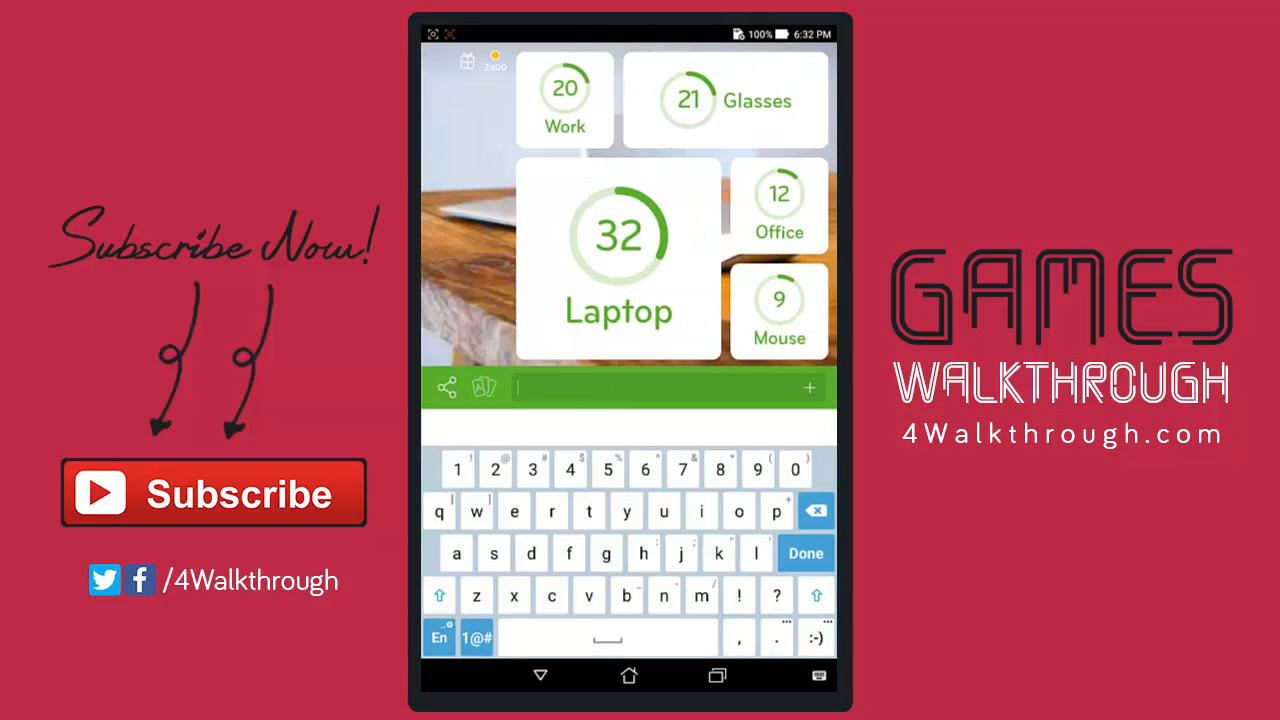 100% 6:32 PM
2400
20
Work
21 Glasses
32
Laptop
12
Office
9
Mouse
A
1 2 3 4 5 6 7 8 9 0
! @ # $ % ^ & * ( )
q w e r t y u i o p
[ ] +
a s d f g h j k l Done
z x c v b n m ! ?
En 1@# , . :-)
Subscribe Now!
Subscribe
/4Walkthrough
GAMES
WALKTHROUGH
4Walkthrough.com